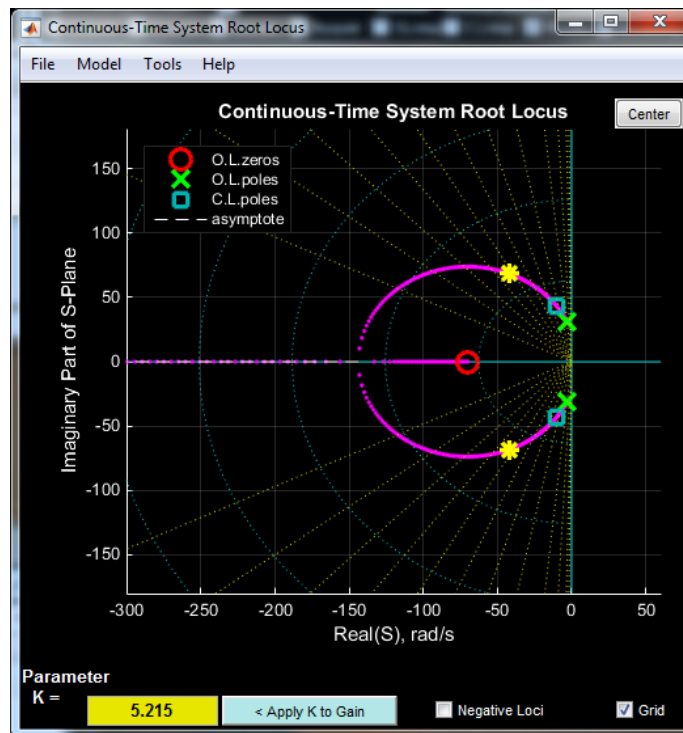 Continuous-Time System Root Locus
File Model Tools Help
Continuous-Time System Root Locus
Center
O.L.zeros
O.L.poles
C.L.poles
asymptote
150
100
50
0
-50
-100
-150
Imaginary Part of S-Plane
-300 -250 -200 -150 -100 -50 0 50
Real(S), rad/s
Parameter
K = 5.215 < Apply K to Gain Negative Loci Grid